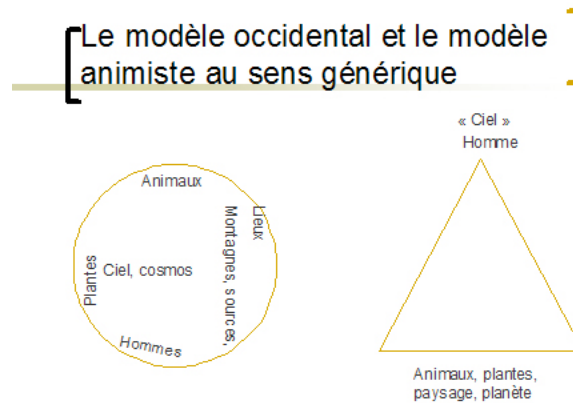 Le modèle occidental et le modèle
animiste au sens générique
Animaux
Lieux
Montagnes, sources,
Plantes
Ciel, cosmos
Hommes
« Ciel »
Homme
Animaux, plantes,
paysage, planète